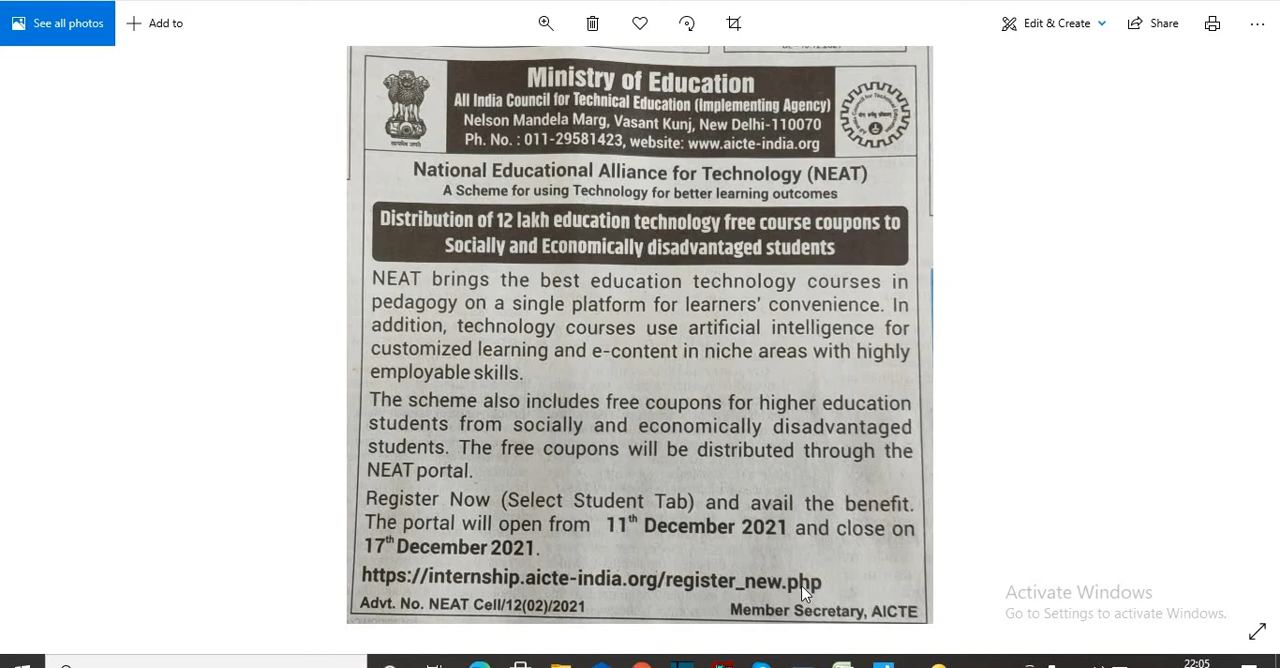 See all photos
Add to
Edit & Create
Share
Ministry of Education
All India Council for Technical Education (Implementing Agency)
Nelson Mandela Marg, Vasant Kunj, New Delhi-110070
Ph. No. : 011-29581423, website: www.aicte-india.org
सत्यमेव जयते
National Educational Alliance for Technology (NEAT)
A Scheme for using Technology for better learning outcomes
Distribution of 12 lakh education technology free course coupons to
Socially and Economically disadvantaged students
NEAT brings the best education technology courses in
pedagogy on a single platform for learners' convenience. In
addition, technology courses use artificial intelligence for
customized learning and e-content in niche areas with highly
employable skills.
The scheme also includes free coupons for higher education
students from socially and economically disadvantaged
students. The free coupons will be distributed through the
NEAT portal.
Register Now (Select Student Tab) and avail the benefit.
The portal will open from 11th December 2021 and close on
17th December 2021.
https://internship.aicte-india.org/register_new.php
Advt. No. NEAT Cell/12(02)/2021
Member Secretary, AICTE
Activate Windows
Go to Settings to activate Windows.
22:05